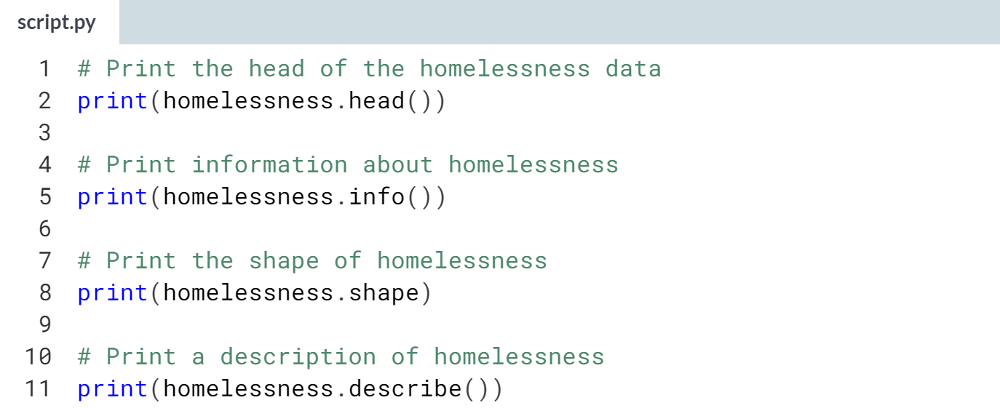 script.py
1 # Print the head of the homelessness data
2 print(homelessness.head())
3
4 # Print information about homelessness
5 print(homelessness.info())
6
7 # Print the shape of homelessness
8 print(homelessness.shape)
9
10 # Print a description of homelessness
11 print(homelessness.describe())